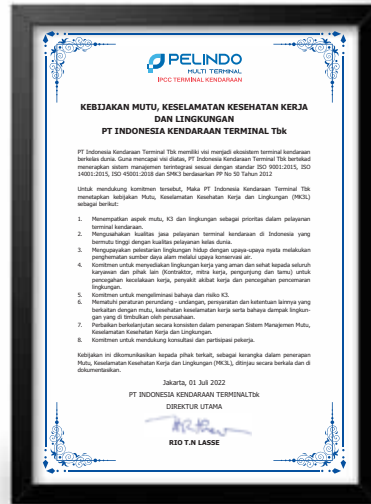 PELINDO
MULTI TERMINAL
IPCC TERMINAL KENDARAAN
KEBIJAKAN MUTU, KESELAMATAN KESEHATAN KERJA
DAN LINGKUNGAN
PT INDONESIA KENDARAAN TERMINAL Tbk
PT Indonesia Kendaraan Terminal Tbk memiliki visi menjadi ekosistem terminal kendaraan
berkelas dunia. Guna mencapai visi diatas, PT Indonesia Kendaraan Terminal Tbk bertekad
menerapkan sistem manajemen terintegrasi sesuai dengan standar ISO 9001:2015, ISO
14001:2015, ISO 45001:2018 dan SMK3 berdasarkan PP No 50 Tahun 2012
Untuk mendukung komitmen tersebut, Maka PT Indonesia Kendaraan Terminal Tbk
menetapkan kebijakan Mutu, Keselamatan Kesehatan Kerja dan Lingkungan (MK3L)
sebagai berikut:
1. Menempatkan aspek mutu, K3 dan lingkungan sebagai prioritas dalam pelayanan
terminal kendaraan.
2. Mengusahakan kualitas jasa pelayanan terminal kendaraan di Indonesia yang
bermutu tinggi dengan kualitas pelayanan kelas dunia.
3. Mengupayakan pelestarian lingkungan hidup dengan upaya-upaya nyata melakukan
penghematan sumber daya alam melalui upaya konservasi air.
4. Komitmen untuk menyediakan lingkungan kerja yang aman dan sehat kepada seluruh
karyawan dan pihak lain (Kontraktor, mitra kerja, pengunjung dan tamu) untuk
pencegahan kecelakaan kerja, penyakit akibat kerja dan pencegahan pencemaran
lingkungan.
5. Komitmen untuk mengeliminasi bahaya dan risiko K3.
6. Mematuhi peraturan perundang - undangan, persyaratan dan ketentuan lainnya yang
berkaitan dengan mutu, kesehatan keselamatan kerja serta bahaya dampak lingkun-
gan yang di timbulkan oleh perusahaan.
7. Perbaikan berkelanjutan secara konsisten dalam penerapan Sistem Manajemen Mutu,
Keselamatan Kesehatan Kerja dan Lingkungan.
8. Komitmen untuk mendukung konsultasi dan partisipasi pekerja.
Kebijakan ini dikomunikasikan kepada pihak terkait, sebagai kerangka dalam penerapan
Mutu, Keselamatan Kesehatan Kerja dan Lingkungan (MK3L), ditinjau secara berkala dan di
dokumentasikan.
Jakarta, 01 Juli 2022
PT INDONESIA KENDARAAN TERMINALTbk
DIREKTUR UTAMA
RIO T.N LASSE